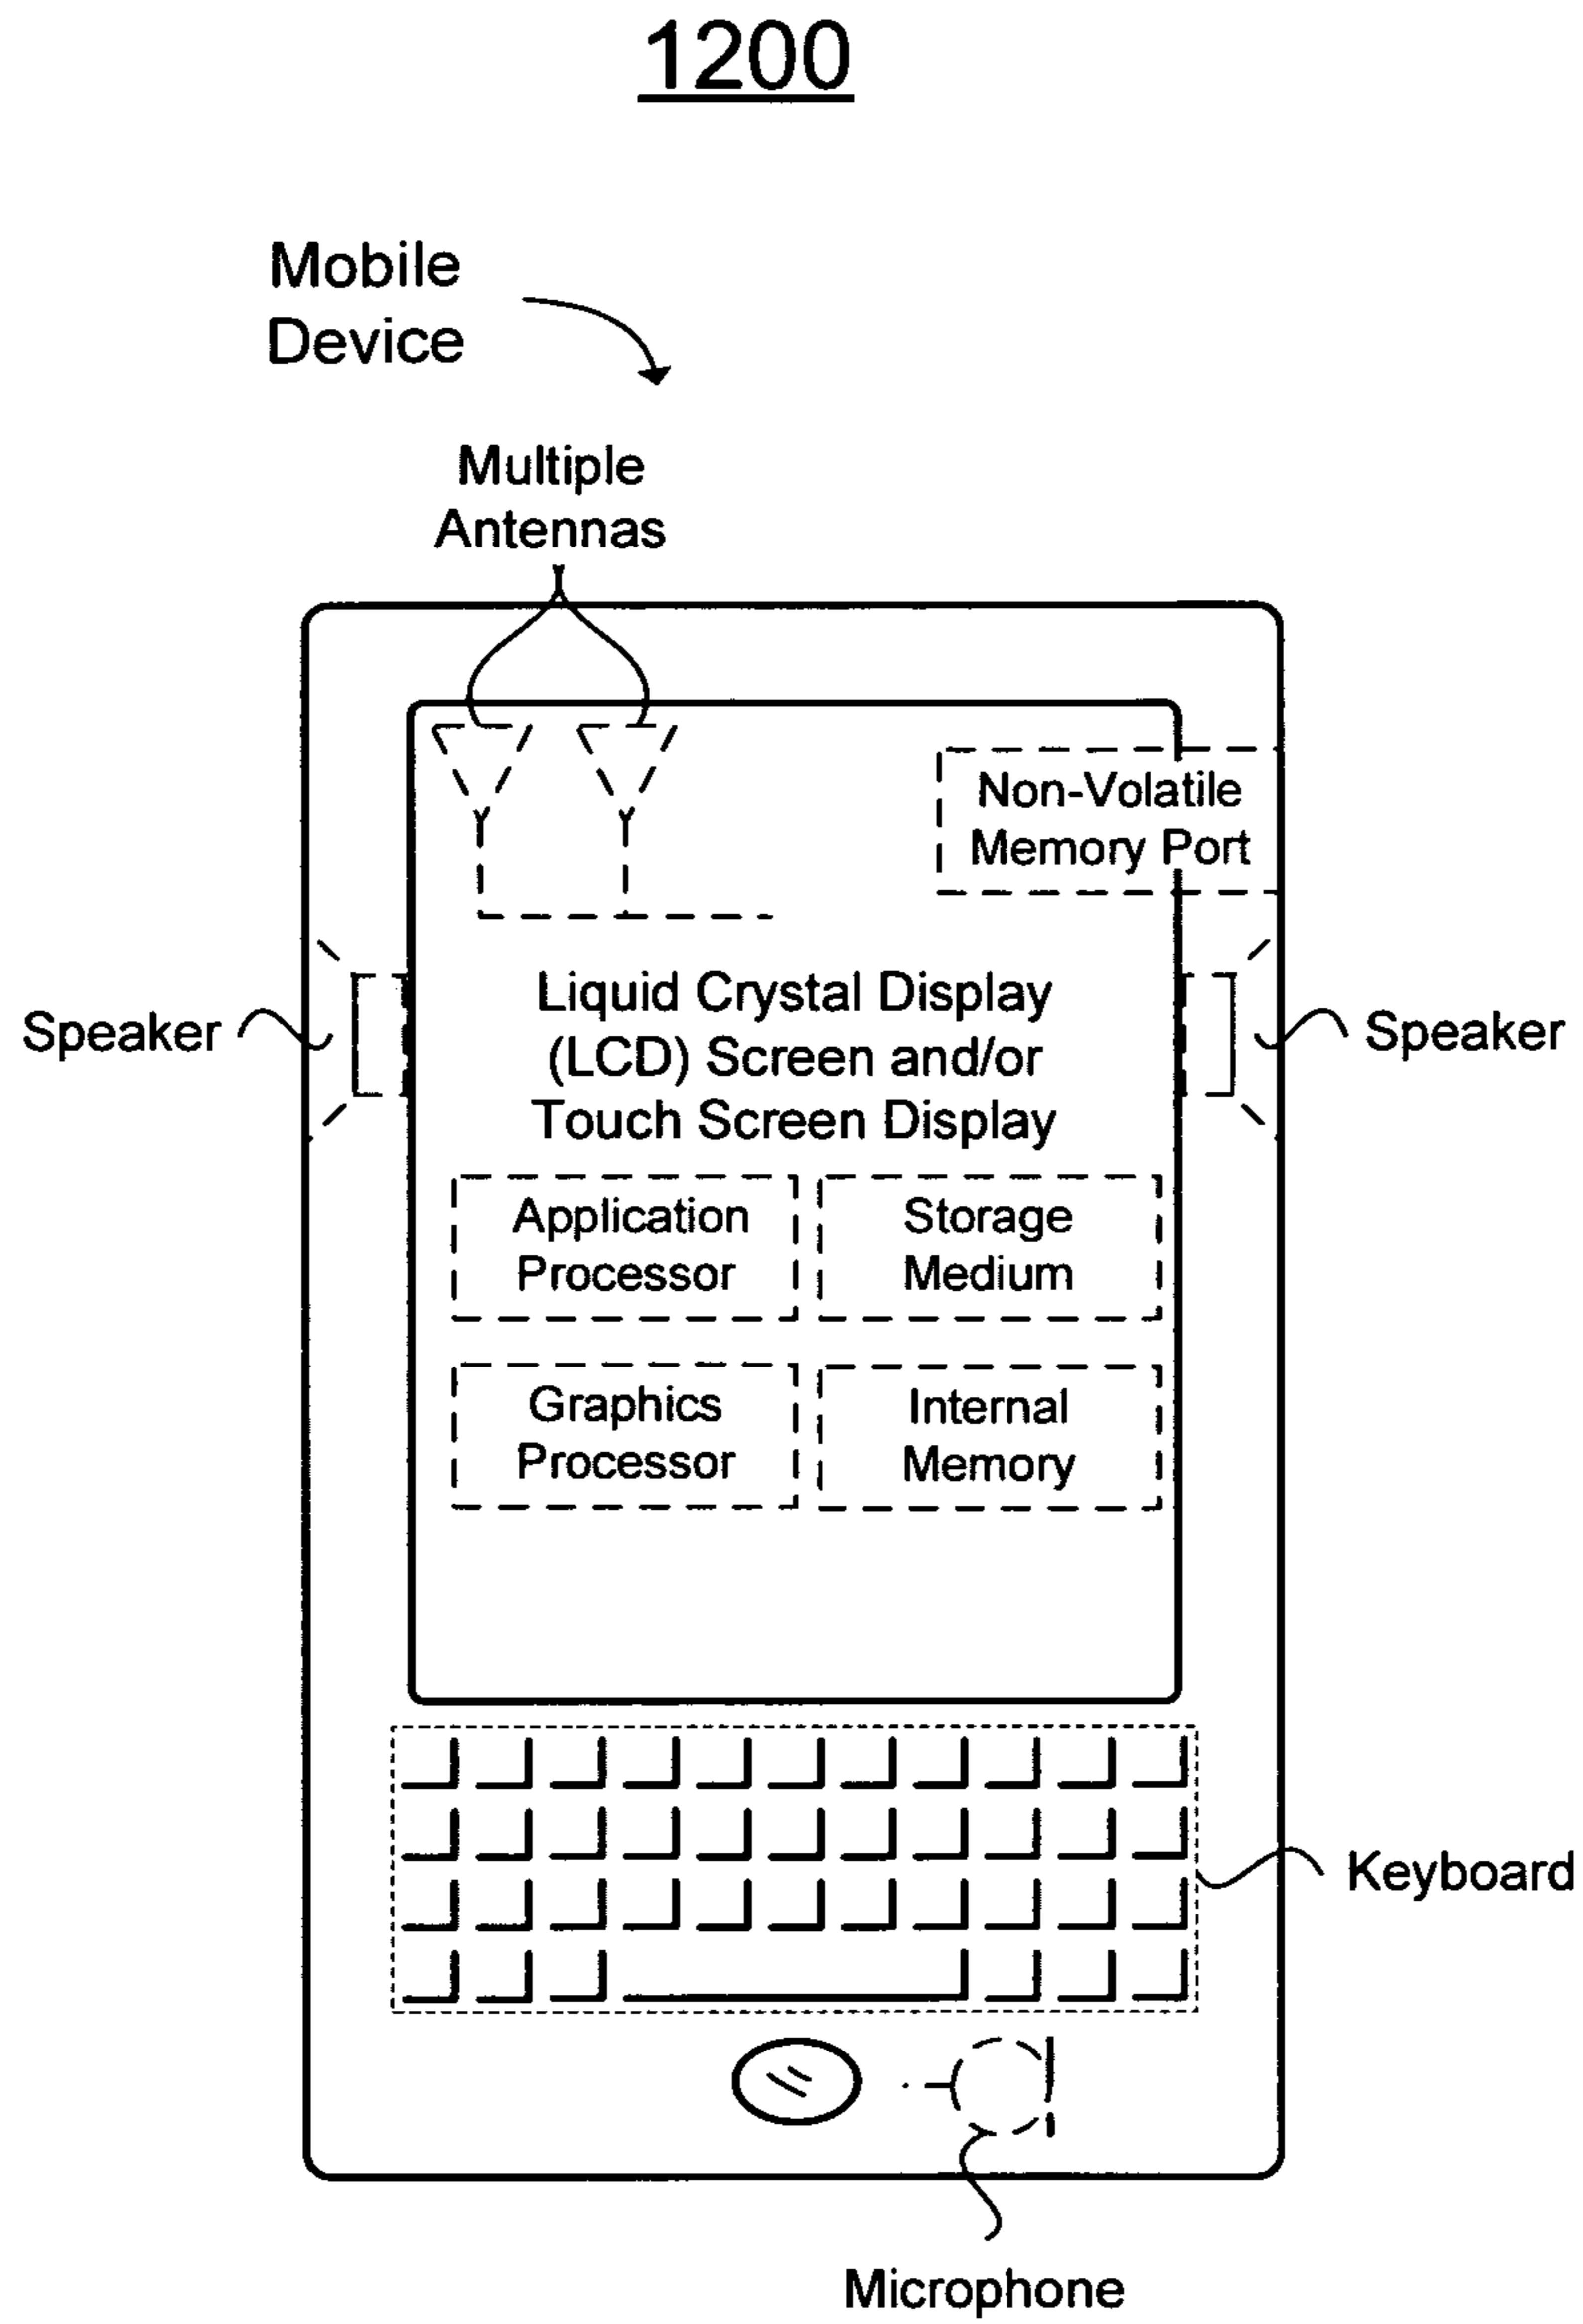 1200
Mobile
Device
Multiple
Antennas
Non-Volatile
Memory Port
Speaker
Liquid Crystal Display
(LCD) Screen and/or
Touch Screen Display
Speaker
Application
Processor
Storage
Medium
Graphics
Processor
Internal
Memory
Keyboard
Microphone